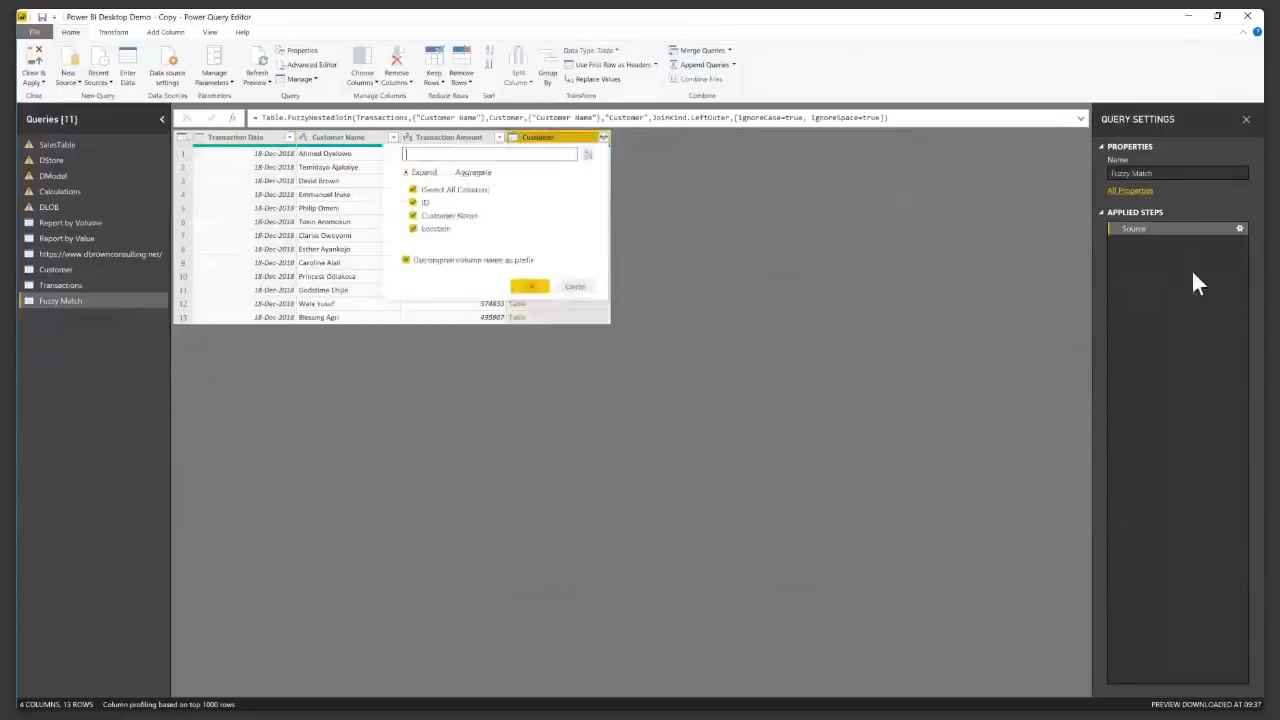 Power BI Desktop Demo - Copy - Power Query Editor
File Home Transform Add Column View Help
Close & Apply
New Source
Recent Sources
Enter Data
Data source settings
Manage Parameters
Refresh Preview
Properties
Advanced Editor
Manage
Choose Columns
Remove Columns
Keep Rows
Remove Rows
Split Column
Group By
Data Type: Table
Use First Row as Headers
Replace Values
Merge Queries
Append Queries
Combine Files
Close New Query Data Sources Parameters Query Manage Columns Reduce Rows Sort Transform Combine
Queries [11]
SalesTable
DStore
DModel
Calculations
DLOB
Report by Volume
Report by Value
https://www.dbrownconsulting.net/
Customer
Transactions
Fuzzy Match
= Table.FuzzyNestedJoin(Transactions,{"Customer Name"},Customer,{"Customer Name"},"Customer",JoinKind.LeftOuter,[IgnoreCase=true, IgnoreSpace=true])
Transaction Date Customer Name Transaction Amount Customer
1 18-Dec-2018 Ahmed Oyelowo
2 18-Dec-2018 Temidayo Ajakaiye
3 18-Dec-2018 David Brown
4 18-Dec-2018 Emmanuel Iruke
5 18-Dec-2018 Philip Omeni
6 18-Dec-2018 Tosin Aromokun
7 18-Dec-2018 Clariss Owoyomi
8 18-Dec-2018 Esther Ayankojo
9 18-Dec-2018 Caroline Alali
10 18-Dec-2018 Princess Odiakosa
11 18-Dec-2018 Godstime Ehijie
12 18-Dec-2018 Wale Yusuf 574833 Table
13 18-Dec-2018 Blessing Agri 495907 Table
Expand Aggregate
(Select All Columns)
ID
Customer Name
Location
Use original column name as prefix
Cancel
QUERY SETTINGS
PROPERTIES
Name
Fuzzy Match
All Properties
APPLIED STEPS
Source
4 COLUMNS, 13 ROWS Column profiling based on top 1000 rows
PREVIEW DOWNLOADED AT 09:37